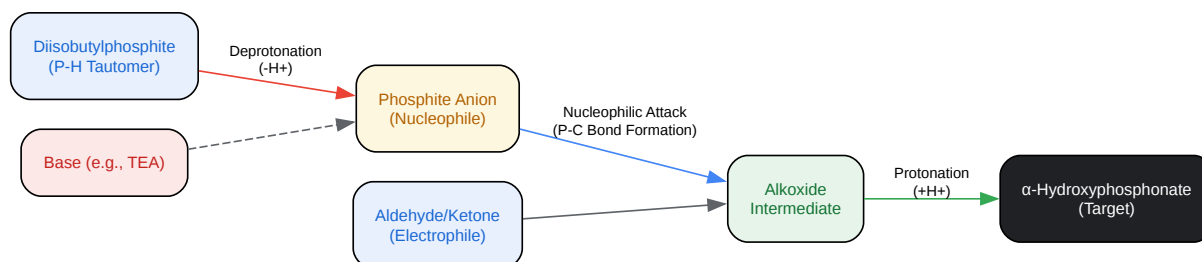 Diisobutylphosphite
(P-H Tautomer)
Deprotonation
(-H+)
Base (e.g., TEA)
Phosphite Anion
(Nucleophile)
Nucleophilic Attack
(P-C Bond Formation)
Aldehyde/Ketone
(Electrophile)
Alkoxide
Intermediate
Protonation
(+H+)
α-Hydroxyphosphonate
(Target)